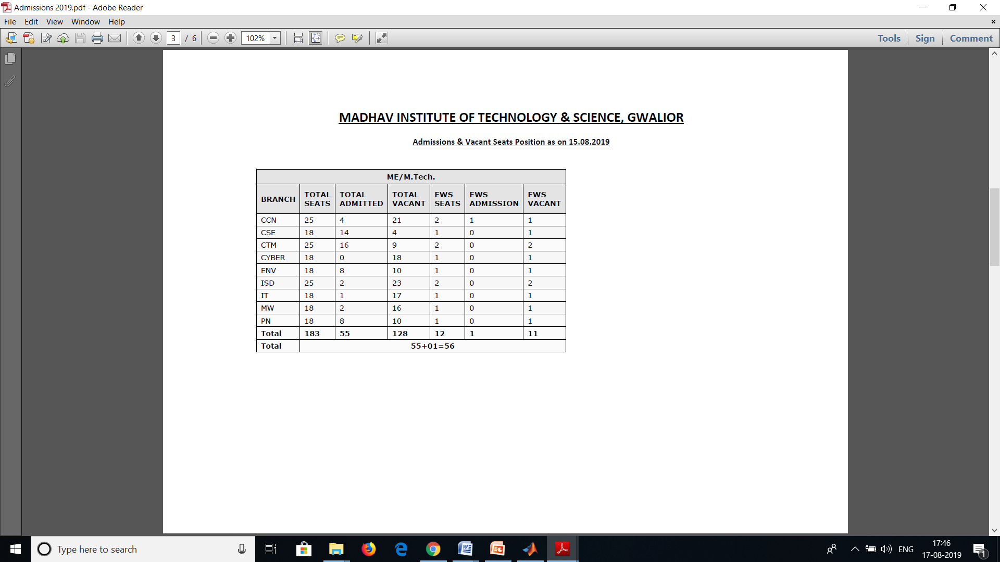 Admissions 2019.pdf - Adobe Reader
File Edit View Window Help
3 / 6 102% Tools Sign Comment
MADHAV INSTITUTE OF TECHNOLOGY & SCIENCE, GWALIOR
Admissions & Vacant Seats Position as on 15.08.2019
ME/M.Tech.
BRANCH TOTAL SEATS TOTAL ADMITTED TOTAL VACANT EWS SEATS EWS ADMISSION EWS VACANT
CCN 25 4 21 2 1 1
CSE 18 14 4 1 0 1
CTM 25 16 9 2 0 2
CYBER 18 0 18 1 0 1
ENV 18 8 10 1 0 1
ISD 25 2 23 2 0 2
IT 18 1 17 1 0 1
MW 18 2 16 1 0 1
PN 18 8 10 1 0 1
Total 183 55 128 12 1 11
Total 55+01=56
Type here to search
ENG
17:46
17-08-2019
1